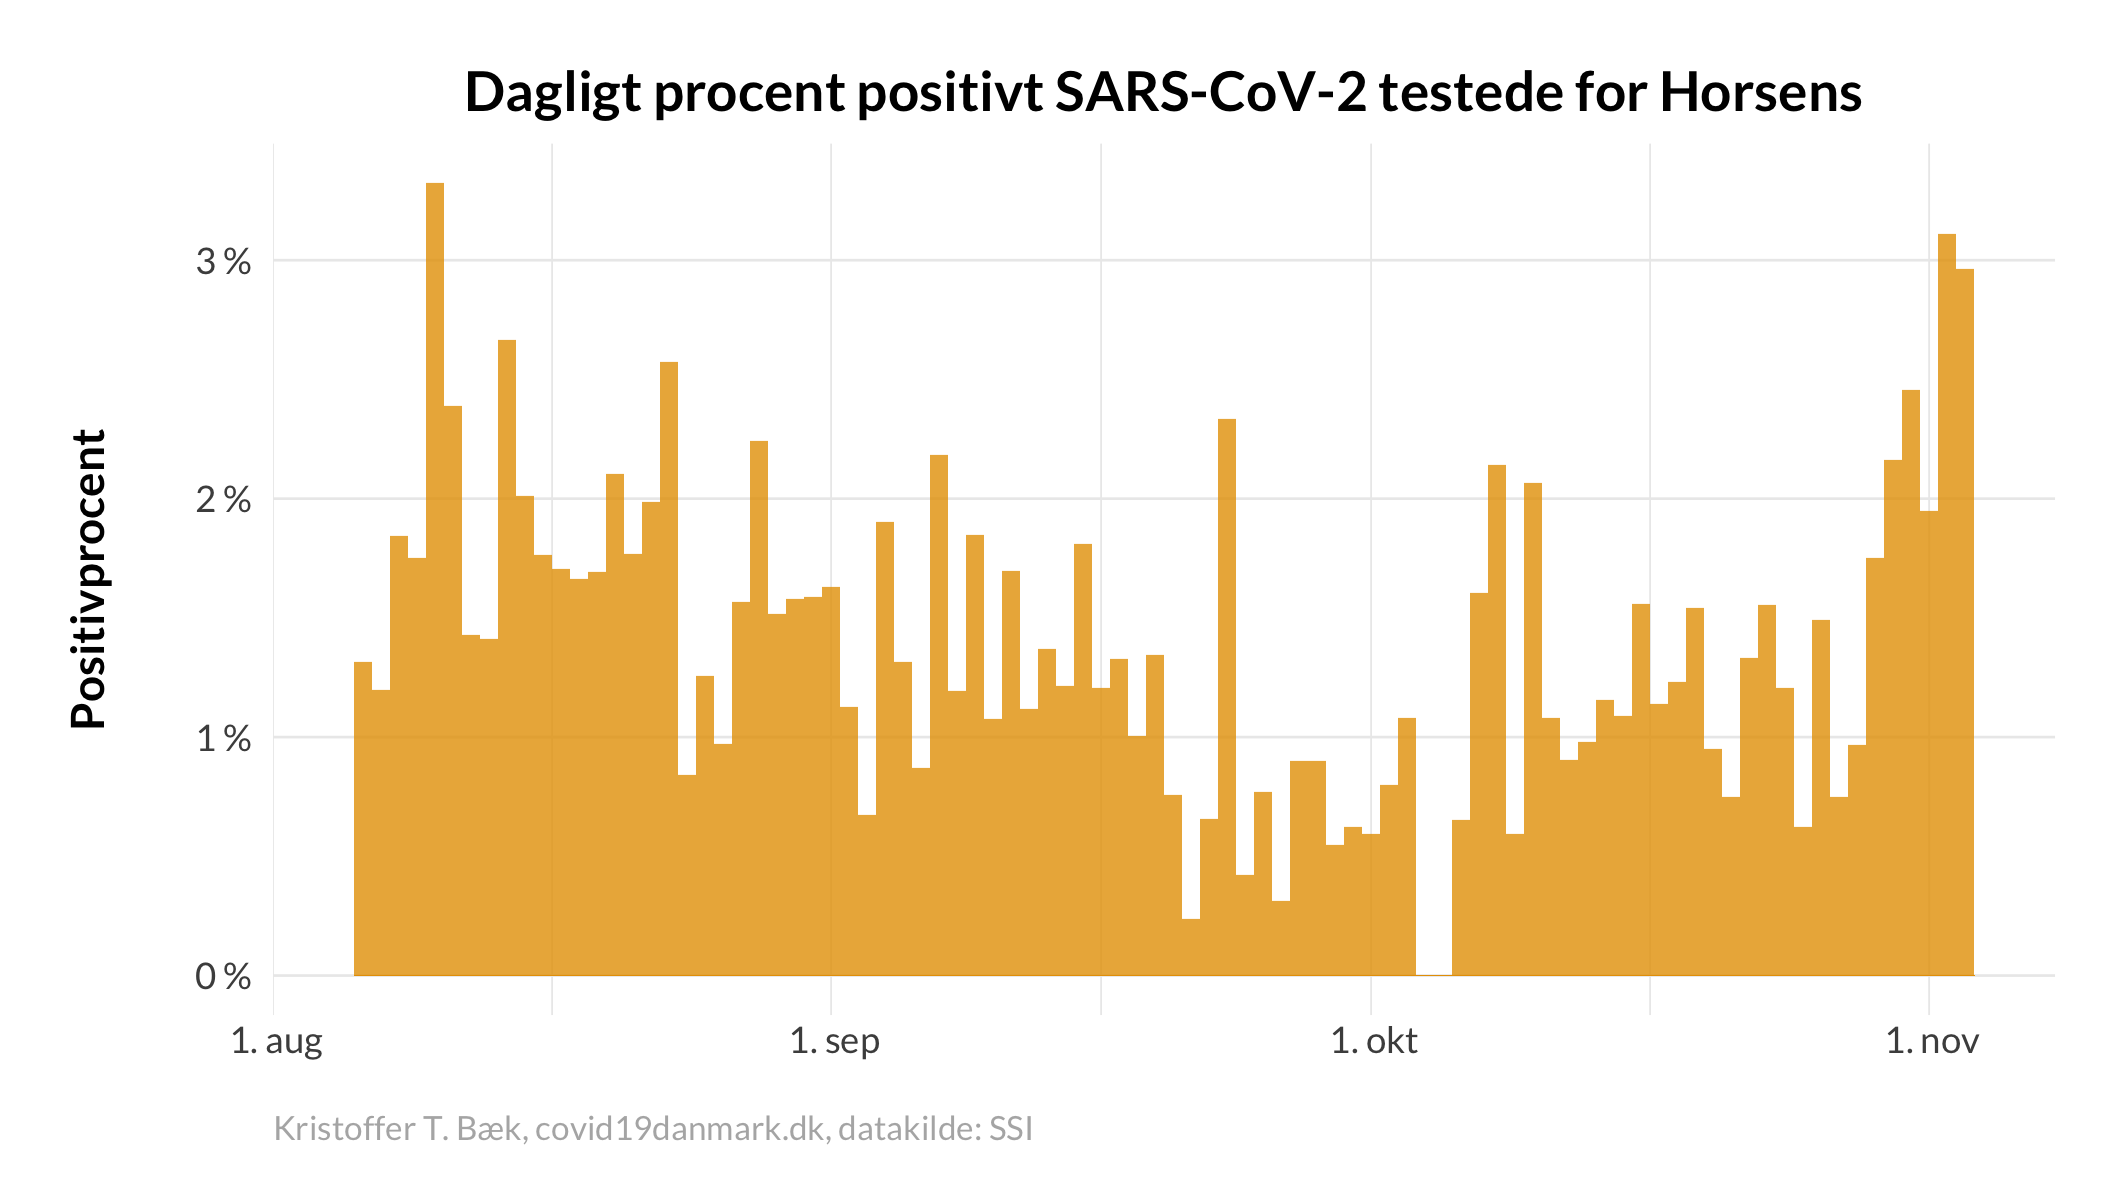 Dagligt procent positivt SARS-CoV-2 testede for Horsens
Positivprocent
3 %
2 %
1 %
0 %
1. aug
1. sep
1. okt
1. nov
Kristoffer T. Bæk, covid19danmark.dk, datakilde: SSI